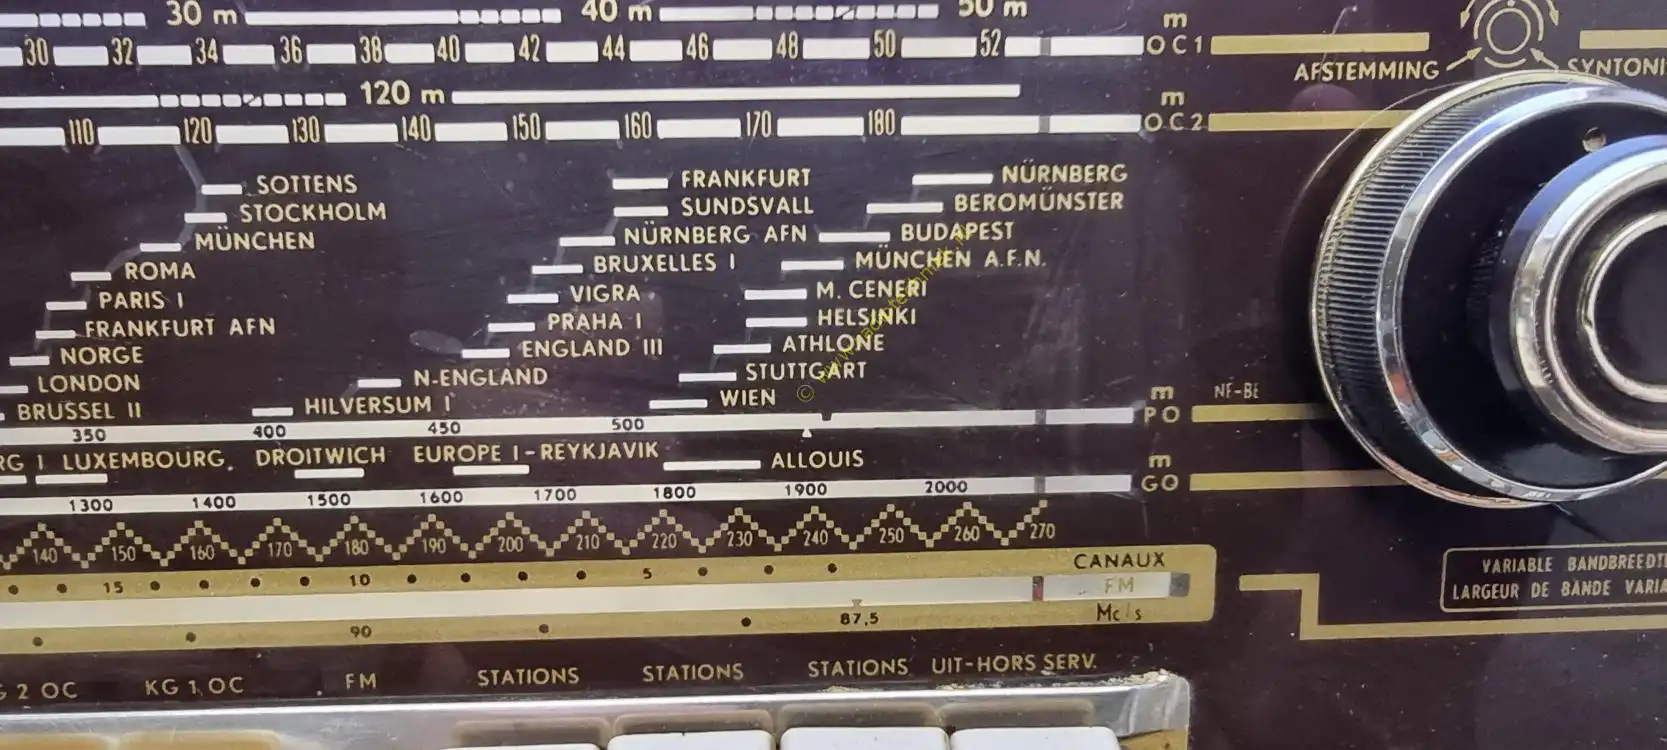 30 m 40 m 50 m m
30 32 34 36 38 40 42 44 46 48 50 52 OC1
AFSTEMMING
120 m m
110 120 130 140 150 160 170 180 OC2
SOTTENS FRANKFURT NÜRNBERG
STOCKHOLM SUNDSVALL BEROMÜNSTER
MÜNCHEN NÜRNBERG AFN BUDAPEST
ROMA BRUXELLES I MÜNCHEN A.F.N.
PARIS I VIGRA M. CENERI
FRANKFURT AFN PRAHA I HELSINKI
NORGE ENGLAND III ATHLONE
LONDON N-ENGLAND STUTTGART
BRUSSEL II HILVERSUM I WIEN m
350 400 450 500 PO
RG I LUXEMBOURG. DROITWICH EUROPE I-REYKJAVIK ALLOUIS m
1300 1400 1500 1600 1700 1800 1900 2000 GO
140 150 160 170 180 190 200 210 220 230 240 250 260 270
15 10 5 CANAUX
FM
90 87,5 Mc/s
2 OC KG 1 OC FM STATIONS STATIONS STATIONS UIT-HORS SERV.
NF-BE
SYNTONI
VARIABLE BANDBREEDTE
LARGEUR DE BANDE VARIA